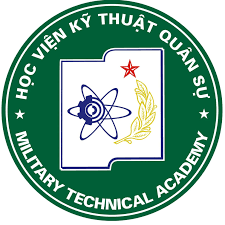 HỌC VIỆN KỸ THUẬT QUÂN SỰ
MILITARY TECHNICAL ACADEMY